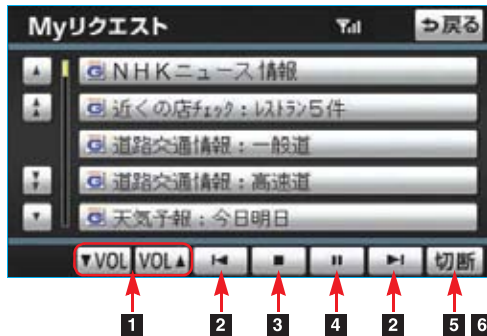 Myリクエスト 戻る
NHKニュース情報
近くの店チェック：レストラン5件
道路交通情報：一般道
道路交通情報：高速道
天気予報：今日明日
▼VOL VOL▲ 切断
1 2 3 4 2 5 6